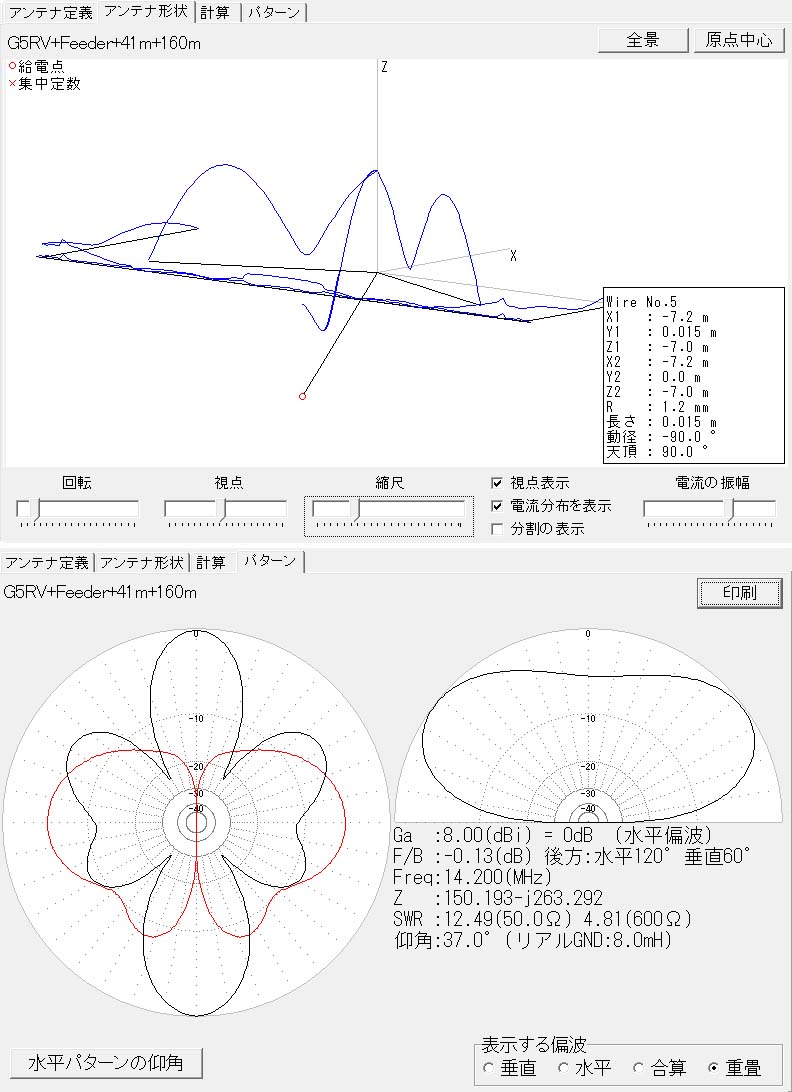 アンテナ定義 アンテナ形状 計算 パターン
G5RV+Feeder+41m+160m
全景 原点中心
○給電点
×集中定数
Z
X
Wire No.5
X1 : -7.2 m
Y1 : 0.015 m
Z1 : -7.0 m
X2 : -7.2 m
Y2 : 0.0 m
Z2 : -7.0 m
R : 1.2 mm
長さ : 0.015 m
動径 : -90.0 °
天頂 : 90.0 °
回転 視点 縮尺 視点表示 電流の振幅
電流分布を表示
分割の表示
アンテナ定義 アンテナ形状 計算 パターン
G5RV+Feeder+41m+160m
印刷
0
-10
-20
-30
-40
0
-10
-20
-30
-40
Ga :8.00(dBi) = 0dB (水平偏波)
F/B :-0.13(dB) 後方:水平120° 垂直60°
Freq:14.200(MHz)
Z :150.193-j263.292
SWR :12.49(50.0Ω) 4.81(600Ω)
仰角:37.0° (リアルGND:8.0mH)
水平パターンの仰角
表示する偏波
垂直 水平 合算 重畳